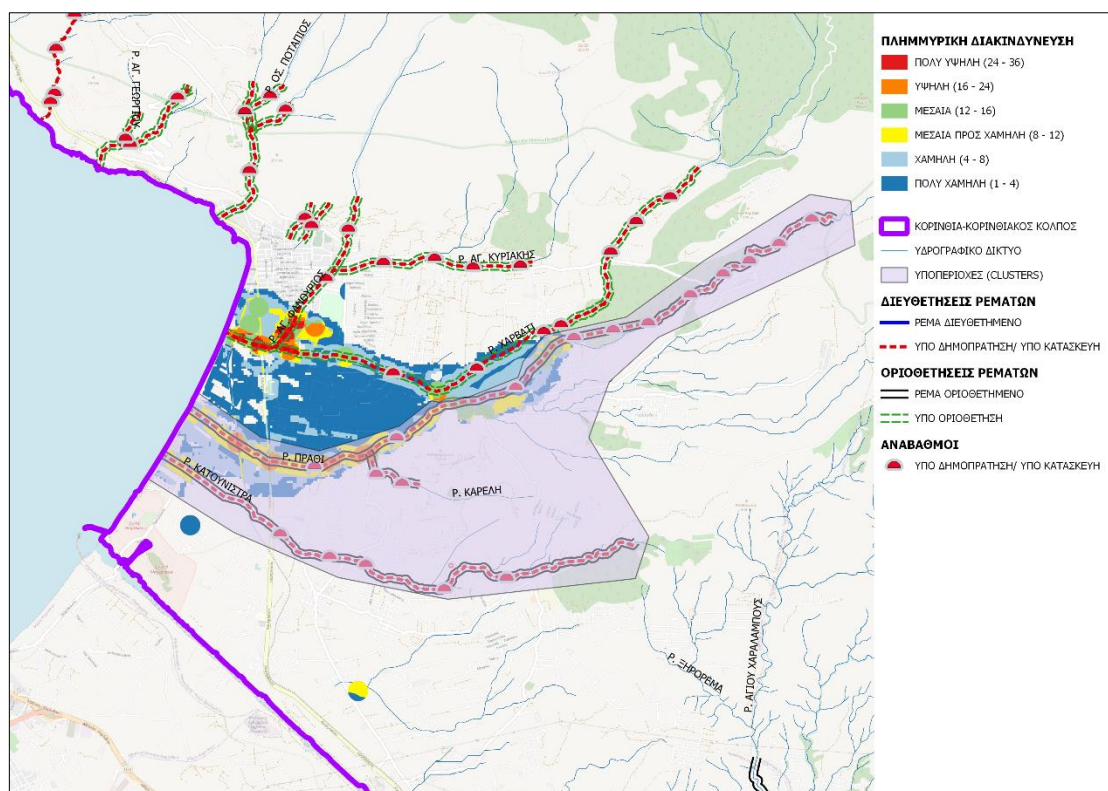 Ρ. ΑΓ. ΓΕΩΡΓΙΟΥ
Ρ. ΟΣ. ΠΟΤΑΠΙΟΣ
Ρ. ΑΓ. ΦΑΝΟΥΡΙΟΣ
Ρ. ΑΓ. ΚΥΡΙΑΚΗΣ
Ρ. ΧΑΡΒΑΤΙ
Ρ. ΠΡΑΘΙ
Ρ. ΚΑΤΟΥΝΙΣΤΡΑ
Ρ. ΚΑΡΕΛΗ
Ρ. ΞΗΡΟΡΕΜΑ
Ρ. ΑΓΙΟΥ ΧΑΡΑΛΑΜΠΟΥΣ
ΠΛΗΜΜΥΡΙΚΗ ΔΙΑΚΙΝΔΥΝΕΥΣΗ
ΠΟΛΥ ΥΨΗΛΗ (24 - 36)
ΥΨΗΛΗ (16 - 24)
ΜΕΣΑΙΑ (12 - 16)
ΜΕΣΑΙΑ ΠΡΟΣ ΧΑΜΗΛΗ (8 - 12)
ΧΑΜΗΛΗ (4 - 8)
ΠΟΛΥ ΧΑΜΗΛΗ (1 - 4)
ΚΟΡΙΝΘΙΑ-ΚΟΡΙΝΘΙΑΚΟΣ ΚΟΛΠΟΣ
ΥΔΡΟΓΡΑΦΙΚΟ ΔΙΚΤΥΟ
ΥΠΟΠΕΡΙΟΧΕΣ (CLUSTERS)
ΔΙΕΥΘΕΤΗΣΕΙΣ ΡΕΜΑΤΩΝ
ΡΕΜΑ ΔΙΕΥΘΕΤΗΜΕΝΟ
ΥΠΟ ΔΗΜΟΠΡΑΤΗΣΗ/ ΥΠΟ ΚΑΤΑΣΚΕΥΗ
ΟΡΙΟΘΕΤΗΣΕΙΣ ΡΕΜΑΤΩΝ
ΡΕΜΑ ΟΡΙΟΘΕΤΗΜΕΝΟ
ΥΠΟ ΟΡΙΟΘΕΤΗΣΗ
ΑΝΑΒΑΘΜΟΙ
ΥΠΟ ΔΗΜΟΠΡΑΤΗΣΗ/ ΥΠΟ ΚΑΤΑΣΚΕΥΗ